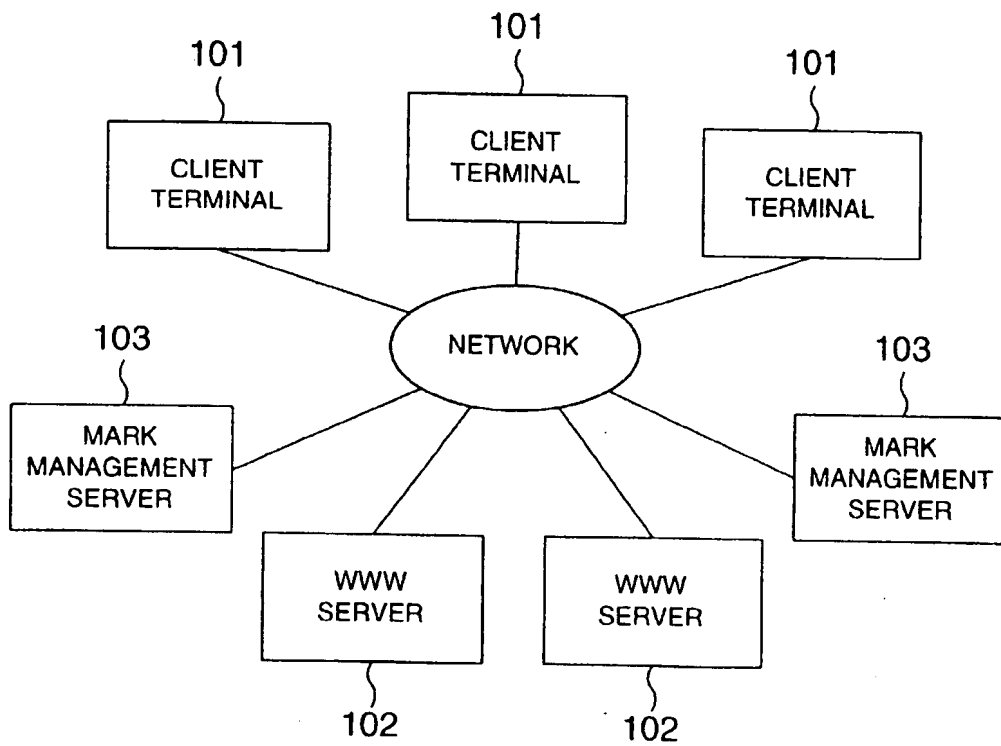 101
101
101
CLIENT
TERMINAL
CLIENT
TERMINAL
CLIENT
TERMINAL
NETWORK
103
103
MARK
MANAGEMENT
SERVER
MARK
MANAGEMENT
SERVER
WWW
SERVER
WWW
SERVER
102
102